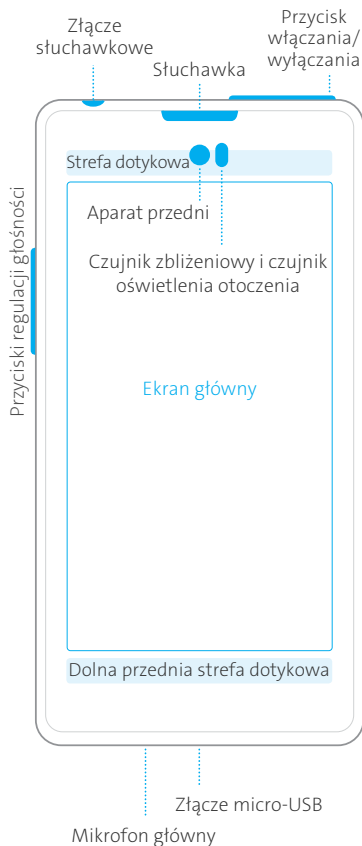 Złącze
słuchawkowe
Słuchawka
Przycisk
włączania/
wyłączania
Strefa dotykowa
Aparat przedni
Czujnik zbliżeniowy i czujnik
oświetlenia otoczenia
Przyciski regulacji głośności
Ekran główny
Dolna przednia strefa dotykowa
Złącze micro-USB
Mikrofon główny